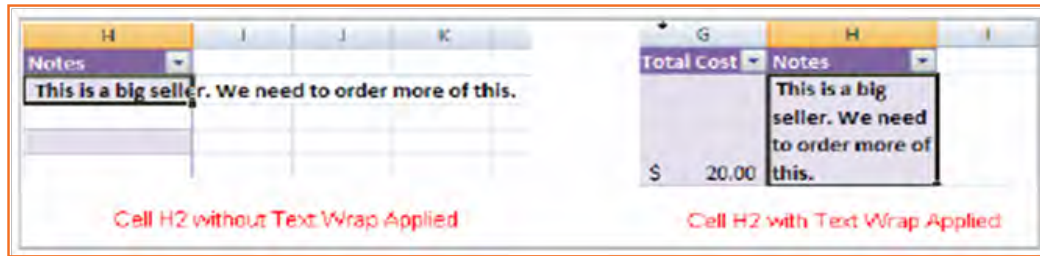 H I J K
Notes
This is a big seller. We need to order more of this.
Cell H2 without Text Wrap Applied
G H I
Total Cost Notes
This is a big
seller. We need
to order more of
$ 20.00 this.
Cell H2 with Text Wrap Applied